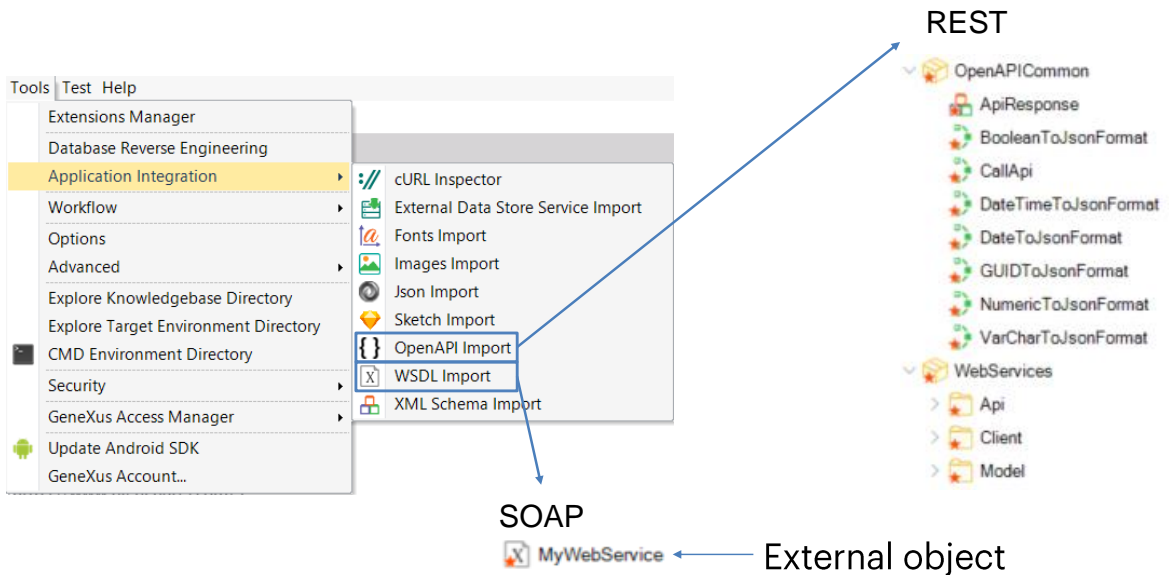 Tools Test Help
Extensions Manager
Database Reverse Engineering
Application Integration
Workflow
Options
Advanced
Explore Knowledgebase Directory
Explore Target Environment Directory
CMD Environment Directory
Security
GeneXus Access Manager
Update Android SDK
GeneXus Account...
cURL Inspector
External Data Store Service Import
Fonts Import
Images Import
Json Import
Sketch Import
OpenAPI Import
WSDL Import
XML Schema Import
REST
OpenAPICommon
ApiResponse
BooleanToJsonFormat
CallApi
DateTimeToJsonFormat
DateToJsonFormat
GUIDToJsonFormat
NumericToJsonFormat
VarCharToJsonFormat
WebServices
Api
Client
Model
SOAP
MyWebService
External object